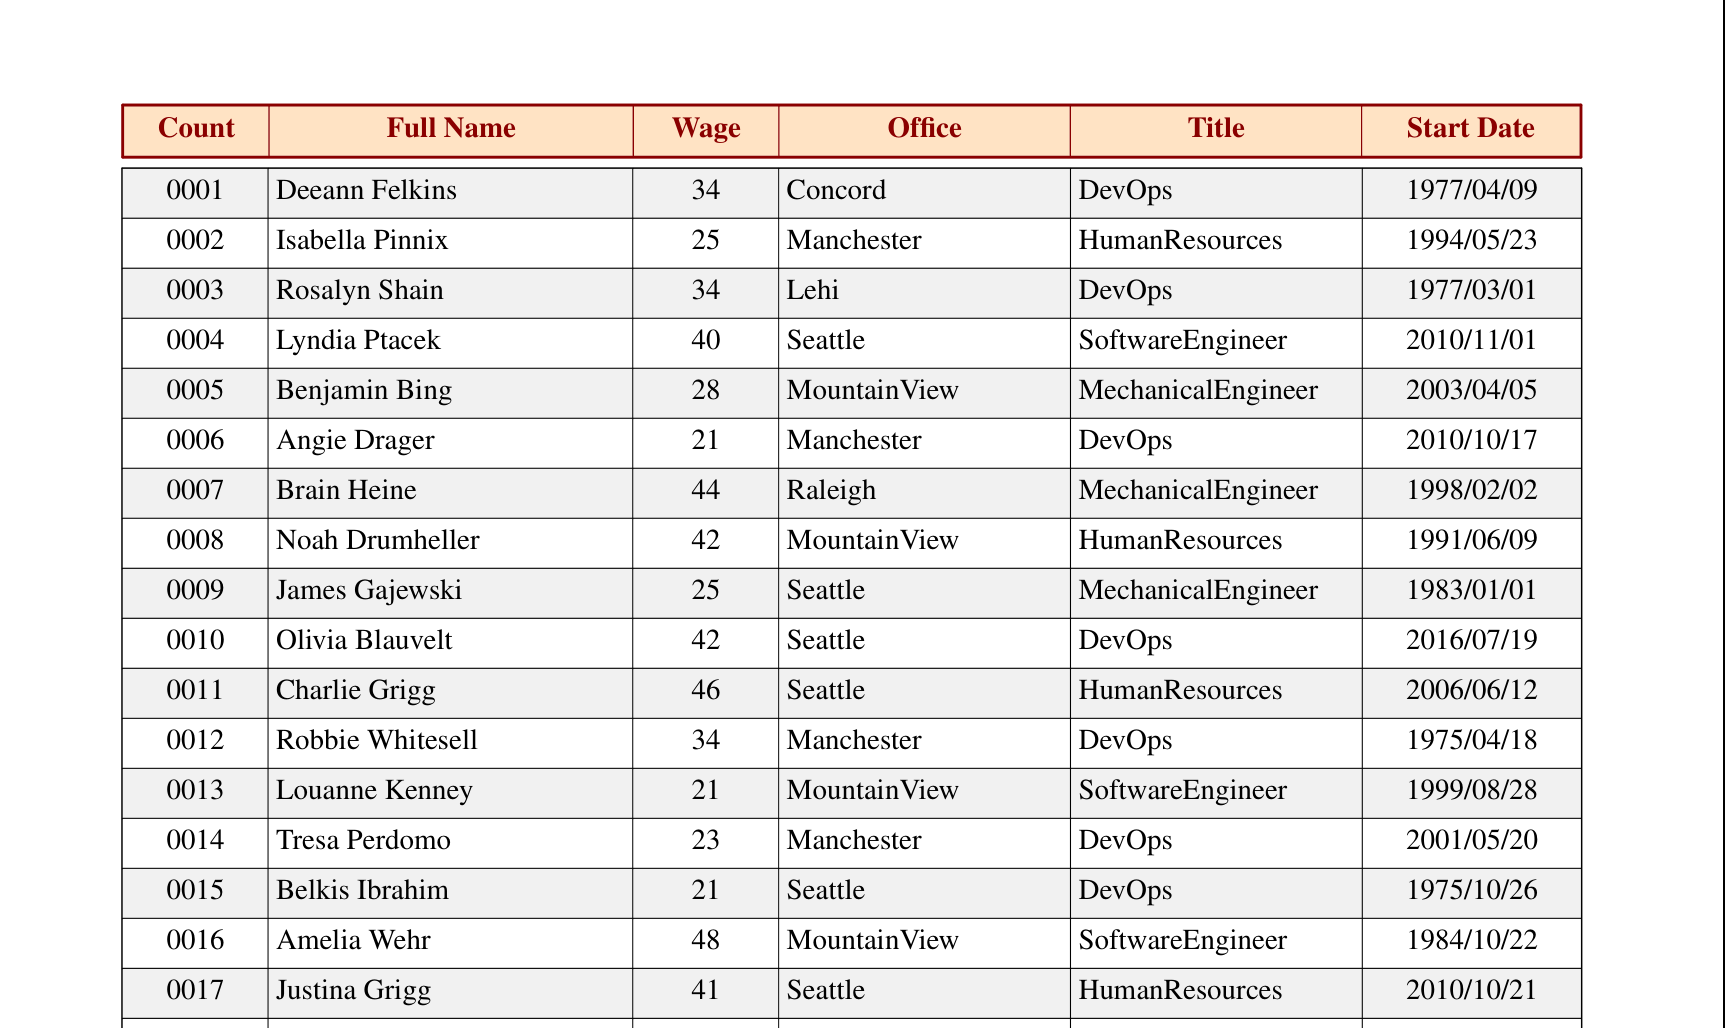 Count Full Name Wage Office Title Start Date
0001 Deeann Felkins 34 Concord DevOps 1977/04/09
0002 Isabella Pinnix 25 Manchester HumanResources 1994/05/23
0003 Rosalyn Shain 34 Lehi DevOps 1977/03/01
0004 Lyndia Ptacek 40 Seattle SoftwareEngineer 2010/11/01
0005 Benjamin Bing 28 MountainView MechanicalEngineer 2003/04/05
0006 Angie Drager 21 Manchester DevOps 2010/10/17
0007 Brain Heine 44 Raleigh MechanicalEngineer 1998/02/02
0008 Noah Drumheller 42 MountainView HumanResources 1991/06/09
0009 James Gajewski 25 Seattle MechanicalEngineer 1983/01/01
0010 Olivia Blauvelt 42 Seattle DevOps 2016/07/19
0011 Charlie Grigg 46 Seattle HumanResources 2006/06/12
0012 Robbie Whitesell 34 Manchester DevOps 1975/04/18
0013 Louanne Kenney 21 MountainView SoftwareEngineer 1999/08/28
0014 Tresa Perdomo 23 Manchester DevOps 2001/05/20
0015 Belkis Ibrahim 21 Seattle DevOps 1975/10/26
0016 Amelia Wehr 48 MountainView SoftwareEngineer 1984/10/22
0017 Justina Grigg 41 Seattle HumanResources 2010/10/21